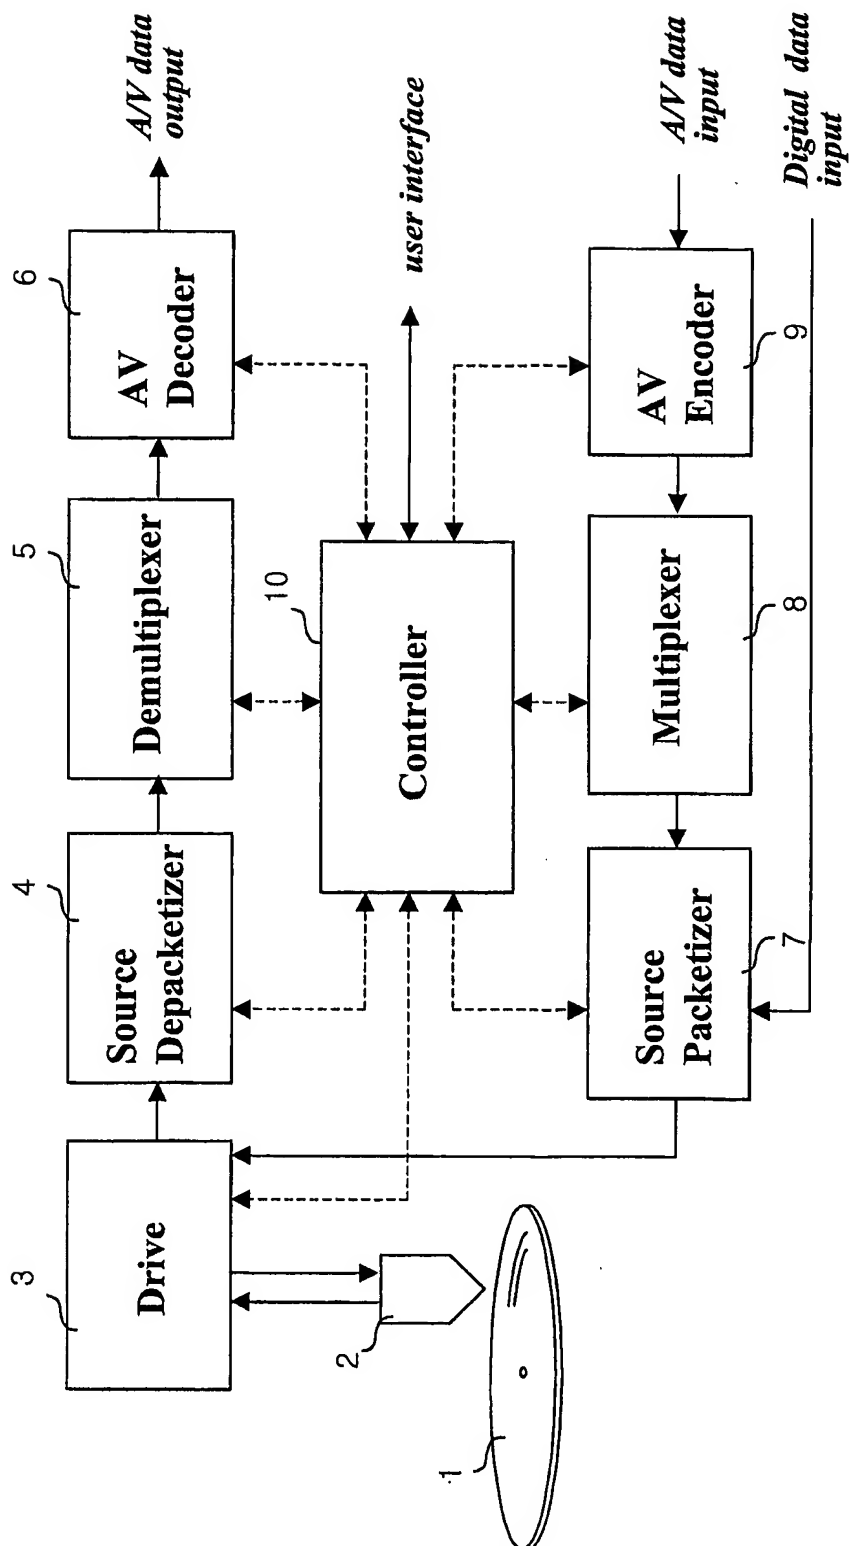 3
Drive
4
Source
Depacketizer
5
Demultiplexer
6
AV
Decoder
A/V data
output
2
1
10
Controller
user interface
7
Source
Packetizer
8
Multiplexer
9
AV
Encoder
A/V data
input
Digital data
input